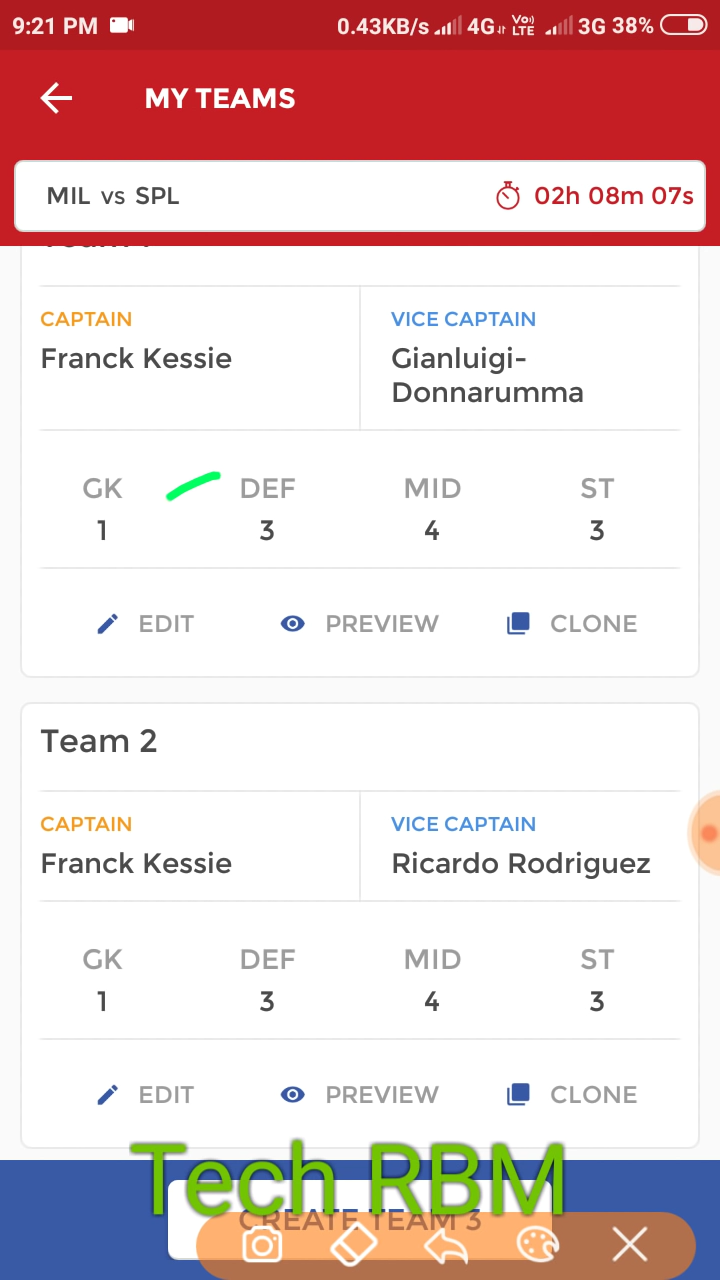 9:21 PM 0.43KB/s 4G VoLTE 3G 38%
MY TEAMS
MIL vs SPL 02h 08m 07s
CAPTAIN VICE CAPTAIN
Franck Kessie Gianluigi-
Donnarumma
GK DEF MID ST
1 3 4 3
EDIT PREVIEW CLONE
Team 2
CAPTAIN VICE CAPTAIN
Franck Kessie Ricardo Rodriguez
GK DEF MID ST
1 3 4 3
EDIT PREVIEW CLONE
Tech RBM
CREATE TEAM 3